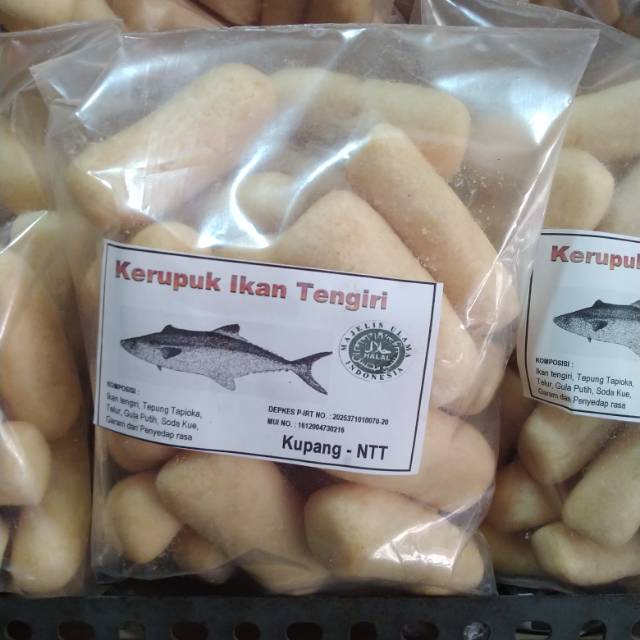 Kerupuk Ikan Tengiri
MAJELIS ULAMA
HALAL
INDONESIA
KOMPOSISI :
Ikan tengiri, Tepung Tapioka,
Telur, Gula Putih, Soda Kue,
Garam dan Penyedap rasa
DEPKES P-IRT NO. : 2025371010070-20
MUI NO. : 1612004730216
Kupang - NTT
Kerupuk
KOMPOSISI :
Ikan tengiri, Tepung Tapioka,
Telur, Gula Putih, Soda Kue,
Garam dan Penyedap rasa